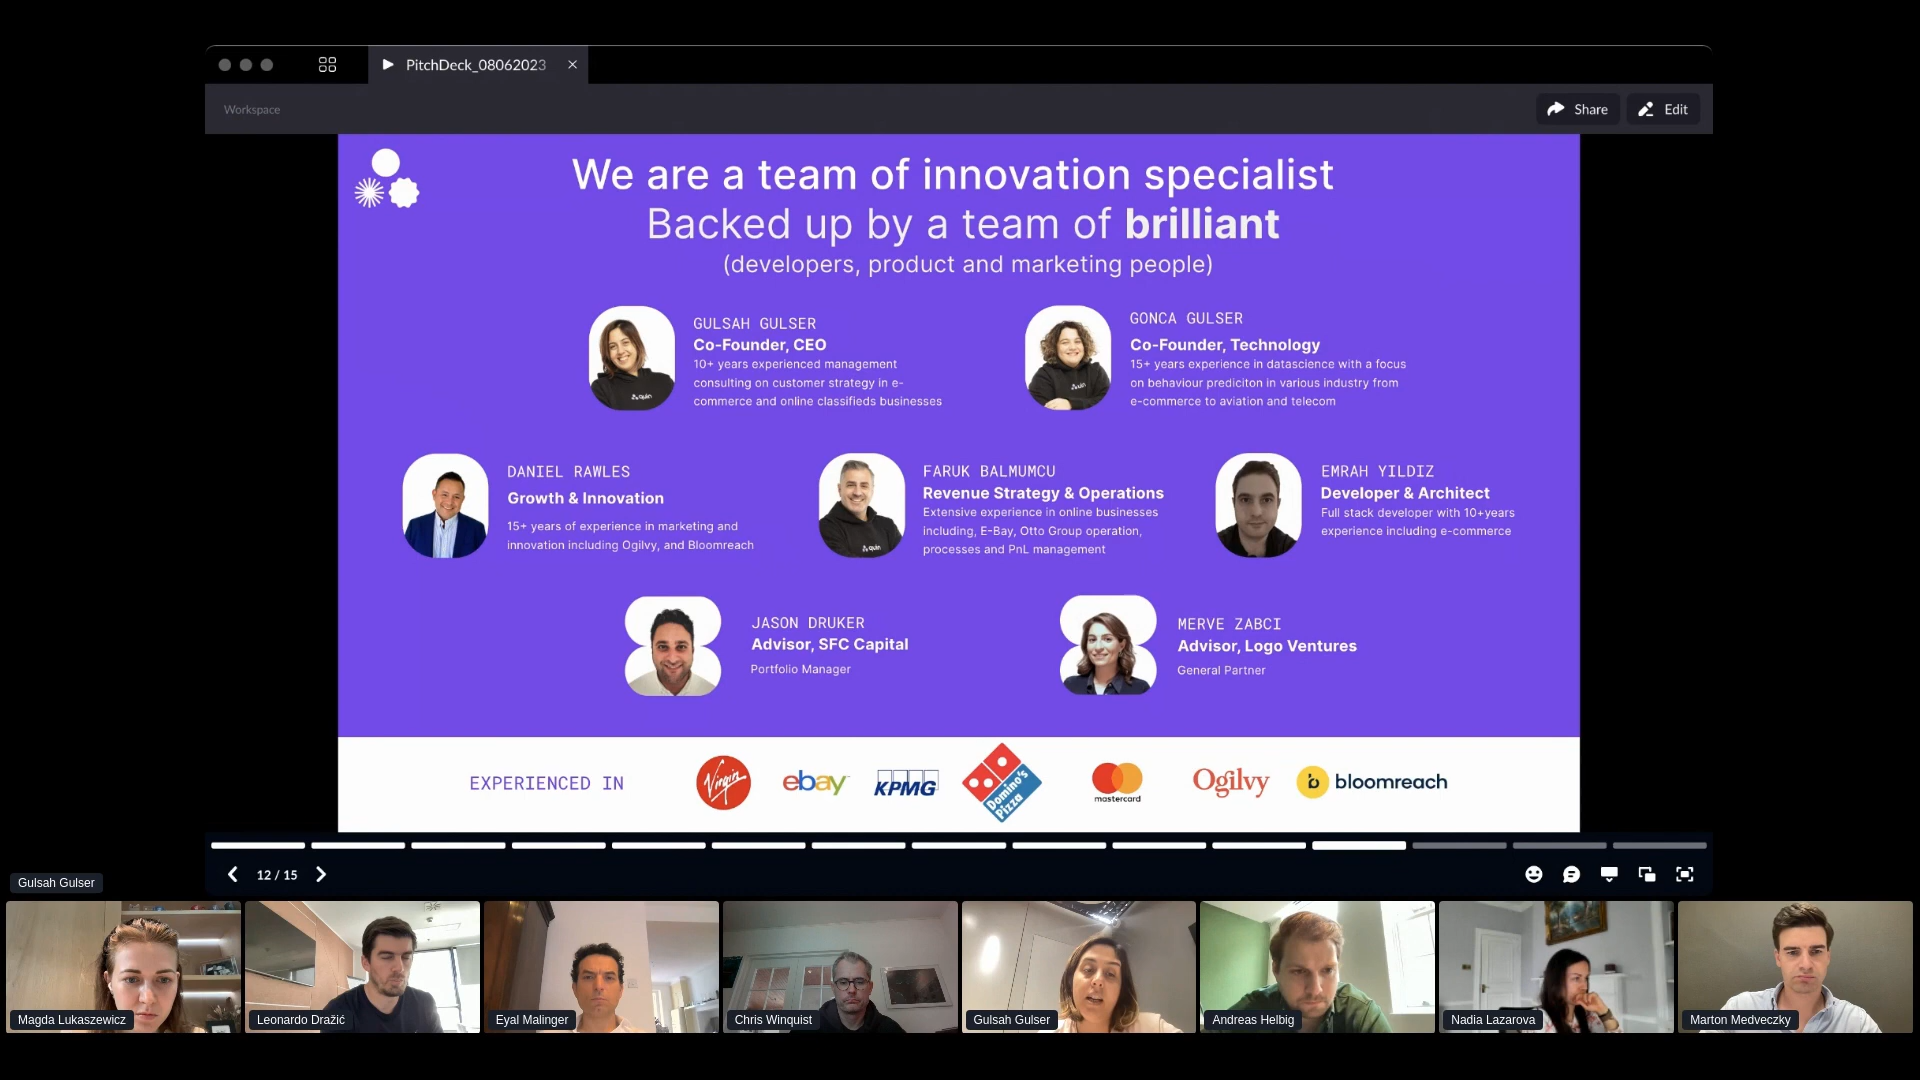 PitchDeck_08062023
Workspace
Share
Edit
We are a team of innovation specialist
Backed up by a team of brilliant
(developers, product and marketing people)
GULSAH GULSER
Co-Founder, CEO
10+ years experienced management
consulting on customer strategy in e-
commerce and online classifieds businesses
quin
GONCA GULSER
Co-Founder, Technology
15+ years experience in datascience with a focus
on behaviour prediciton in various industry from
e-commerce to aviation and telecom
quin
DANIEL RAWLES
Growth & Innovation
15+ years of experience in marketing and
innovation including Ogilvy, and Bloomreach
FARUK BALMUMCU
Revenue Strategy & Operations
Extensive experience in online businesses
including, E-Bay, Otto Group operation,
processes and PnL management
quin
EMRAH YILDIZ
Developer & Architect
Full stack developer with 10+years
experience including e-commerce
JASON DRUKER
Advisor, SFC Capital
Portfolio Manager
MERVE ZABCI
Advisor, Logo Ventures
General Partner
EXPERIENCED IN
Virgin
ebay
KPMG
Domino's
Pizza
mastercard
Ogilvy
b bloomreach
12 / 15
Gulsah Gulser
Magda Lukaszewicz
Leonardo Dražić
Eyal Malinger
Chris Winquist
Gulsah Gulser
Andreas Helbig
Nadia Lazarova
Marton Medveczky